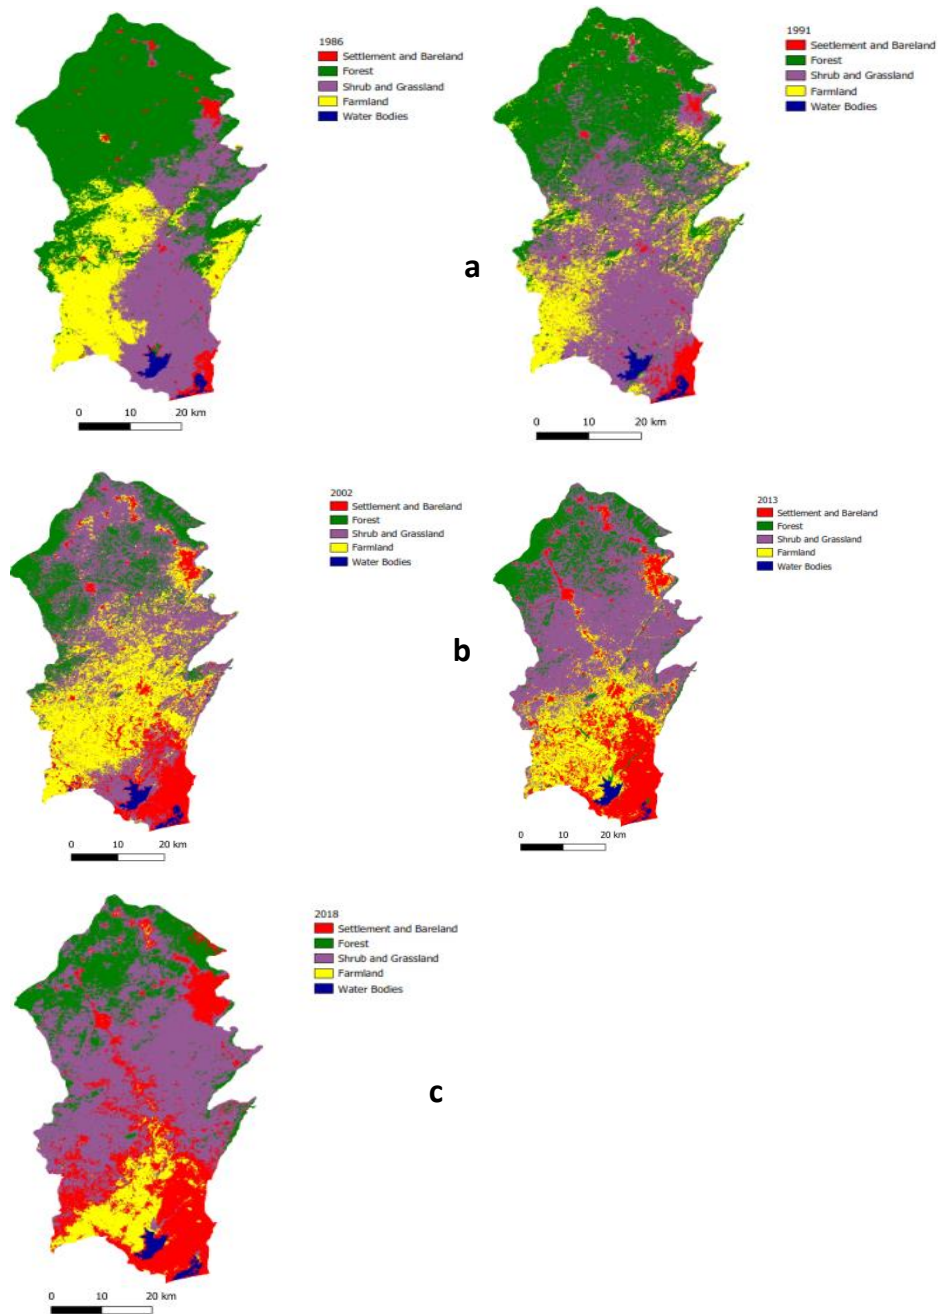 1986
Settlement and Bareland
Forest
Shrub and Grassland
Farmland
Water Bodies
0 10 20 km
1991
Seetlement and Bareland
Forest
Shrub and Grassland
Farmland
Water Bodies
0 10 20 km
a
2002
Settlement and Bareland
Forest
Shrub and Grassland
Farmland
Water Bodies
0 10 20 km
2013
Settlement and Bareland
Forest
Shrub and Grassland
Farmland
Water Bodies
0 10 20 km
b
2018
Settlement and Bareland
Forest
Shrub and Grassland
Farmland
Water Bodies
0 10 20 km
c